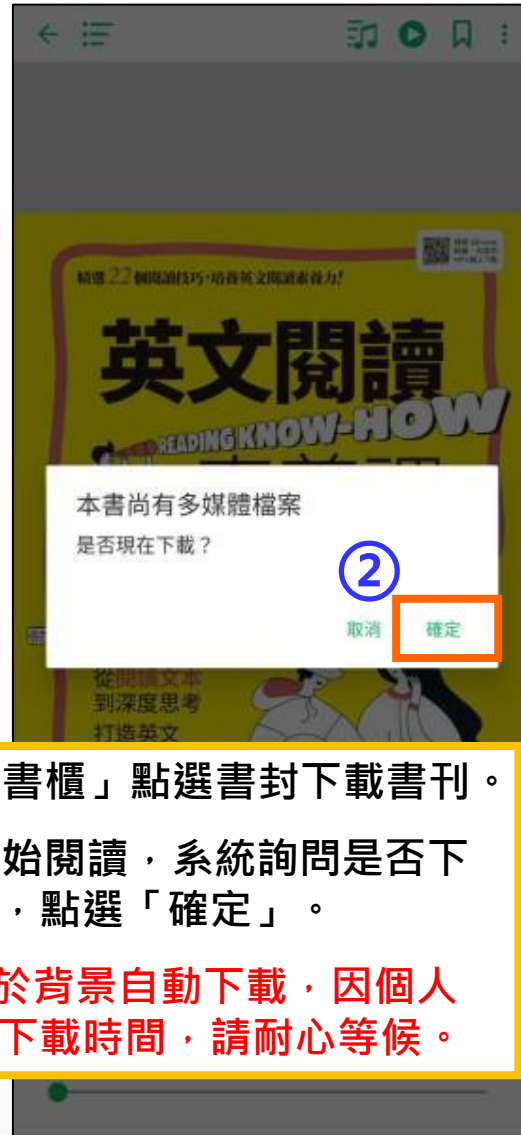 精選22個閱讀技巧,培養英文閱讀素養力!
英文閱讀
READING KNOW-HOW
本書尚有多媒體檔案
是否現在下載？
②
取消 確定
從閱讀文本
到深度思考
打造英文
書櫃」點選書封下載書刊。
始閱讀，系統詢問是否下
，點選「確定」。
於背景自動下載，因個人
下載時間，請耐心等候。